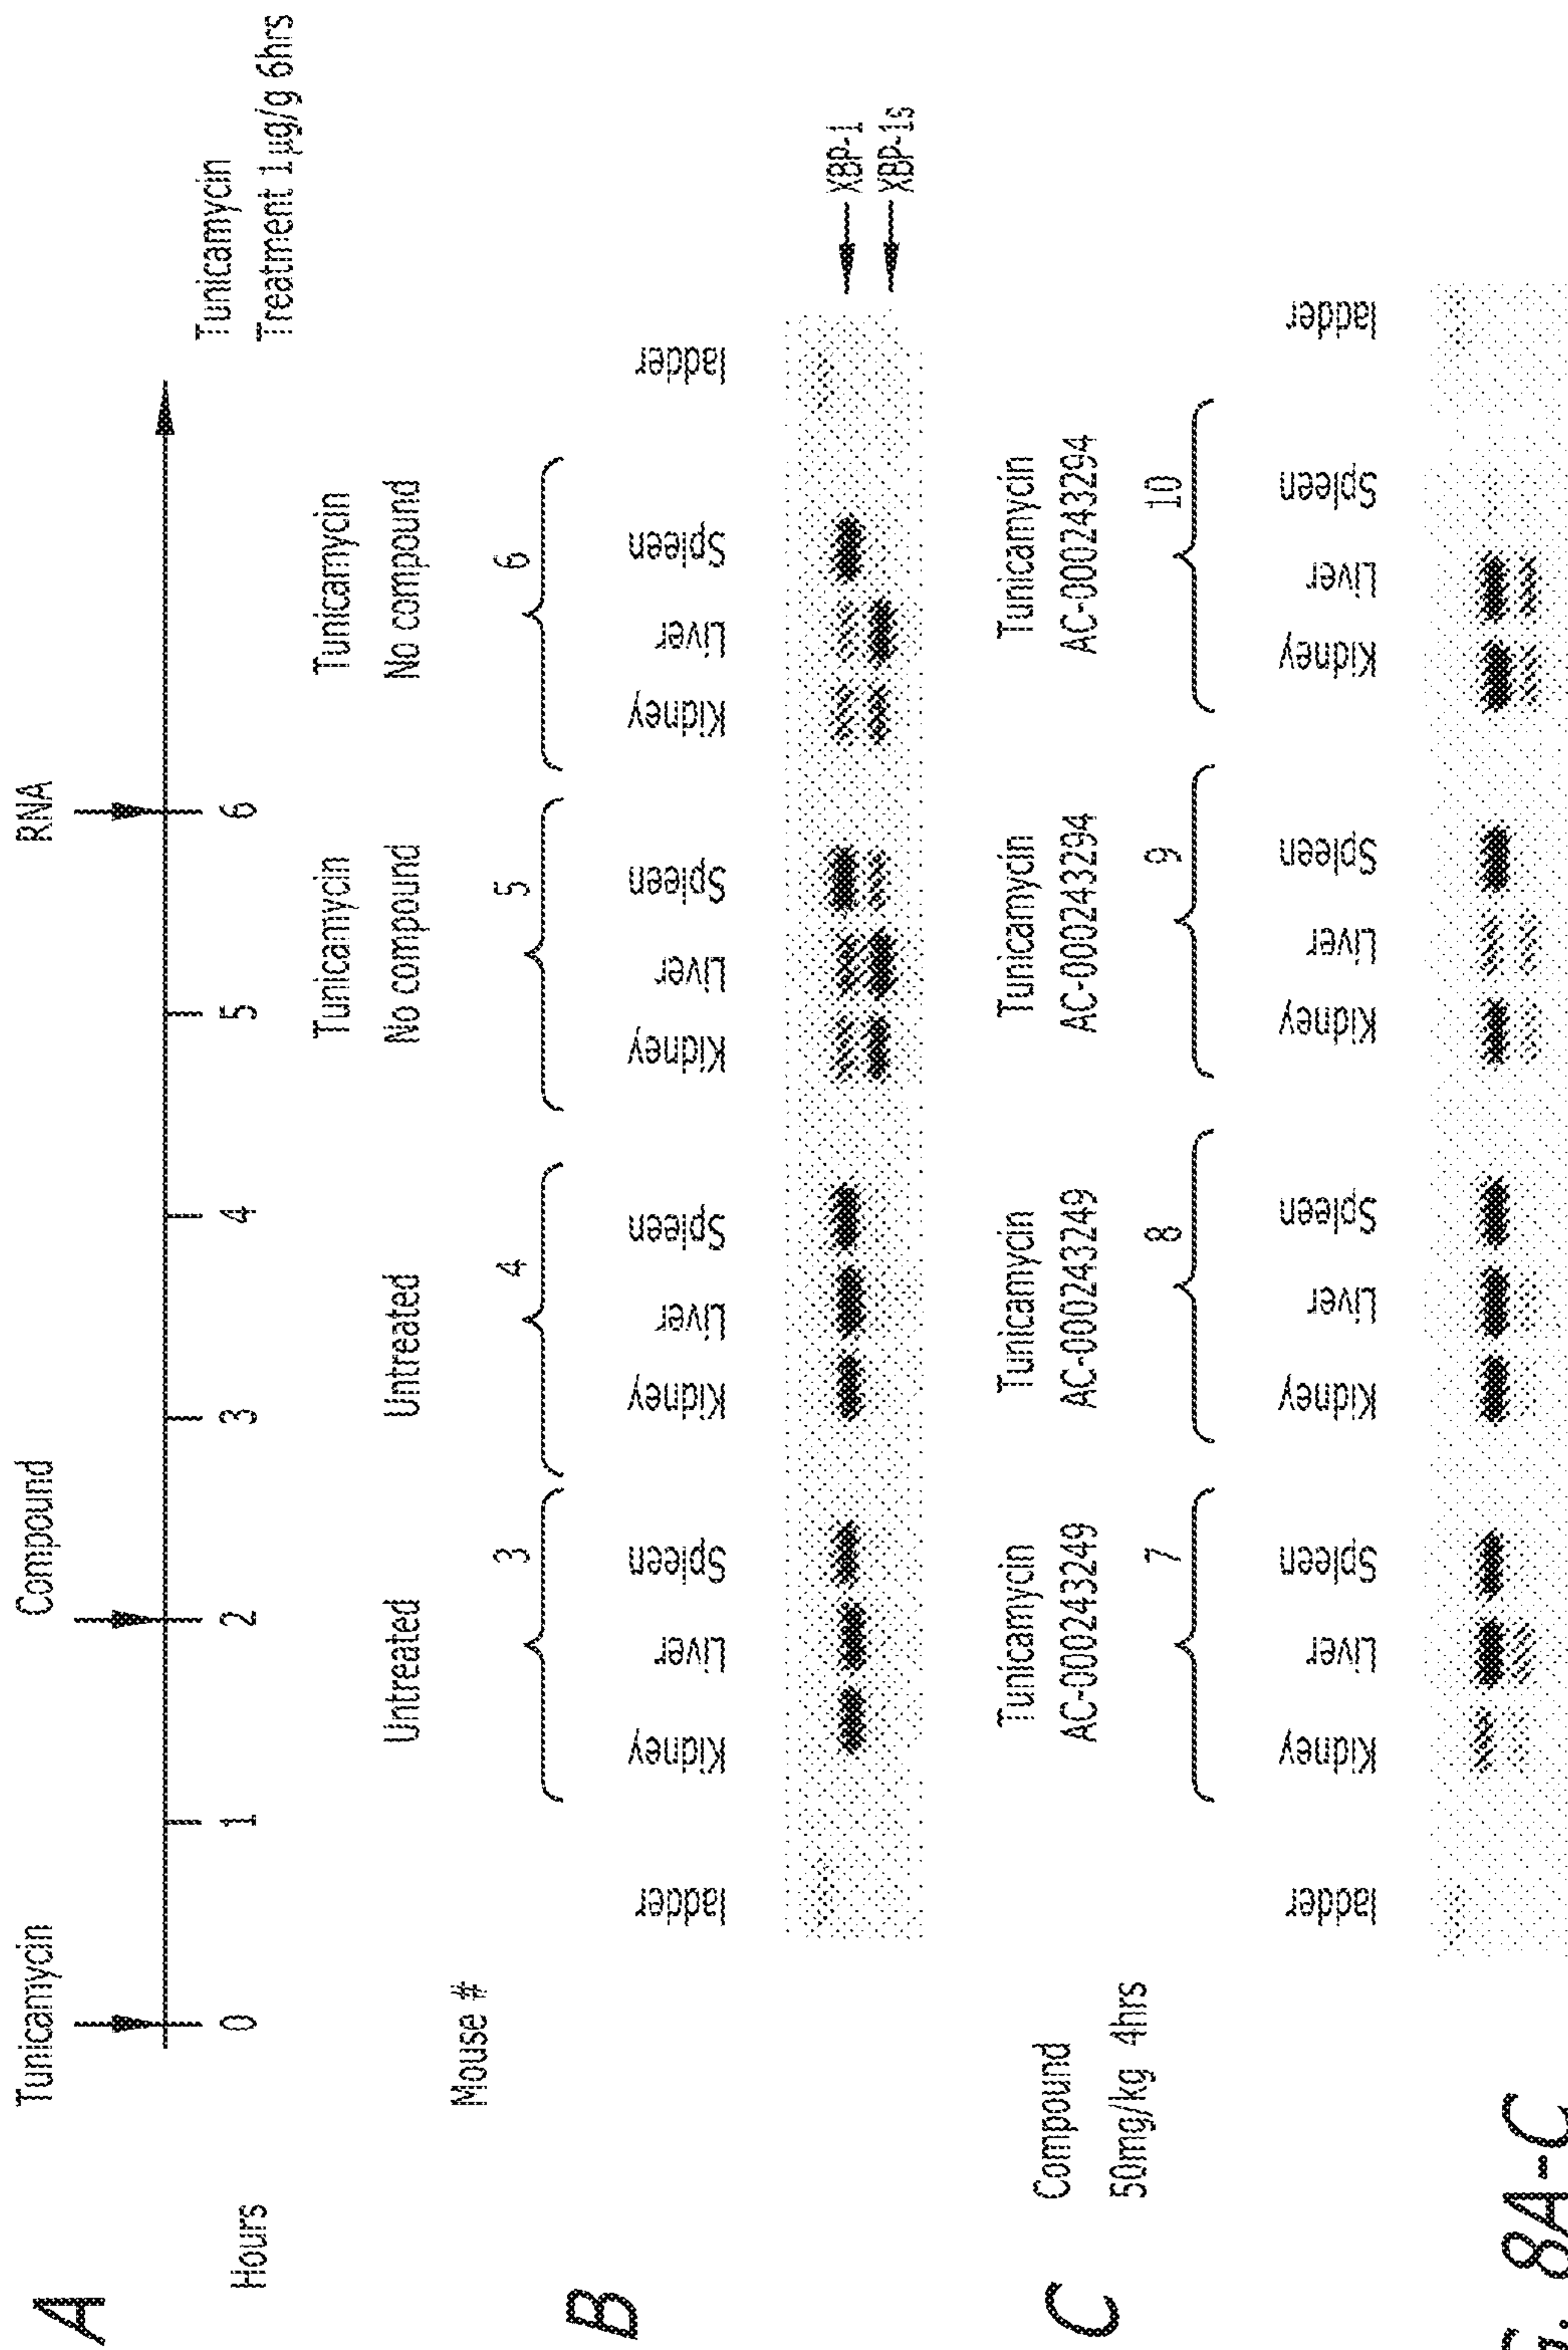 A
Tunicamycin
Compound
RNA
Hours
0 1 2 3 4 5 6
Tunicamycin
Treatment 1µg/g 6hrs
B
Mouse #
Untreated
Untreated
Tunicamycin
No compound
Tunicamycin
No compound
3 4 5 6
ladder Kidney Liver Spleen Kidney Liver Spleen Kidney Liver Spleen Kidney Liver Spleen ladder
XBP-1
XBP-1s
C
Compound
50mg/kg 4hrs
Tunicamycin
AC-000243249
Tunicamycin
AC-000243249
Tunicamycin
AC-000243294
Tunicamycin
AC-000243294
7 8 9 10
ladder Kidney Liver Spleen Kidney Liver Spleen Kidney Liver Spleen Kidney Liver Spleen ladder
8A-C